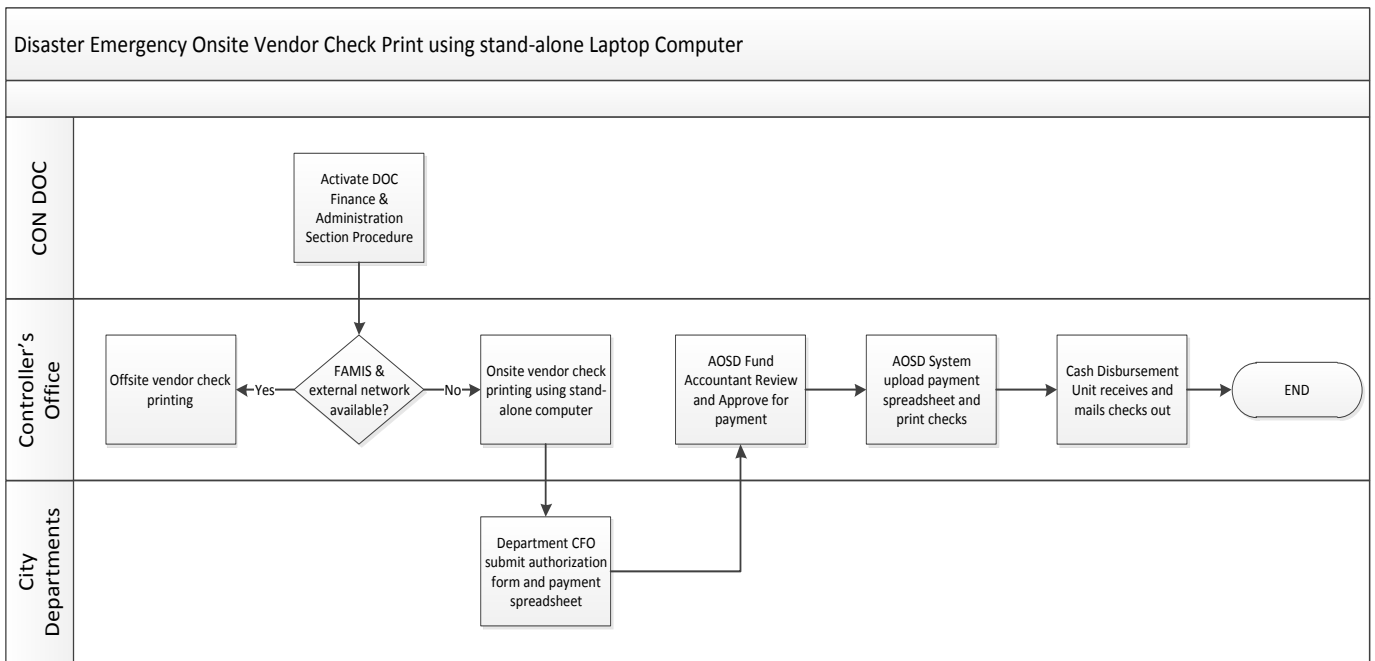 Disaster Emergency Onsite Vendor Check Print using stand-alone Laptop Computer
CON DOC
Activate DOC
Finance &
Administration
Section Procedure
Controller's
Office
Offsite vendor check
printing
Yes
FAMIS &
external network
available?
No
Onsite vendor check
printing using stand-
alone computer
AOSD Fund
Accountant Review
and Approve for
payment
AOSD System
upload payment
spreadsheet and
print checks
Cash Disbursement
Unit receives and
mails checks out
END
City
Departments
Department CFO
submit authorization
form and payment
spreadsheet